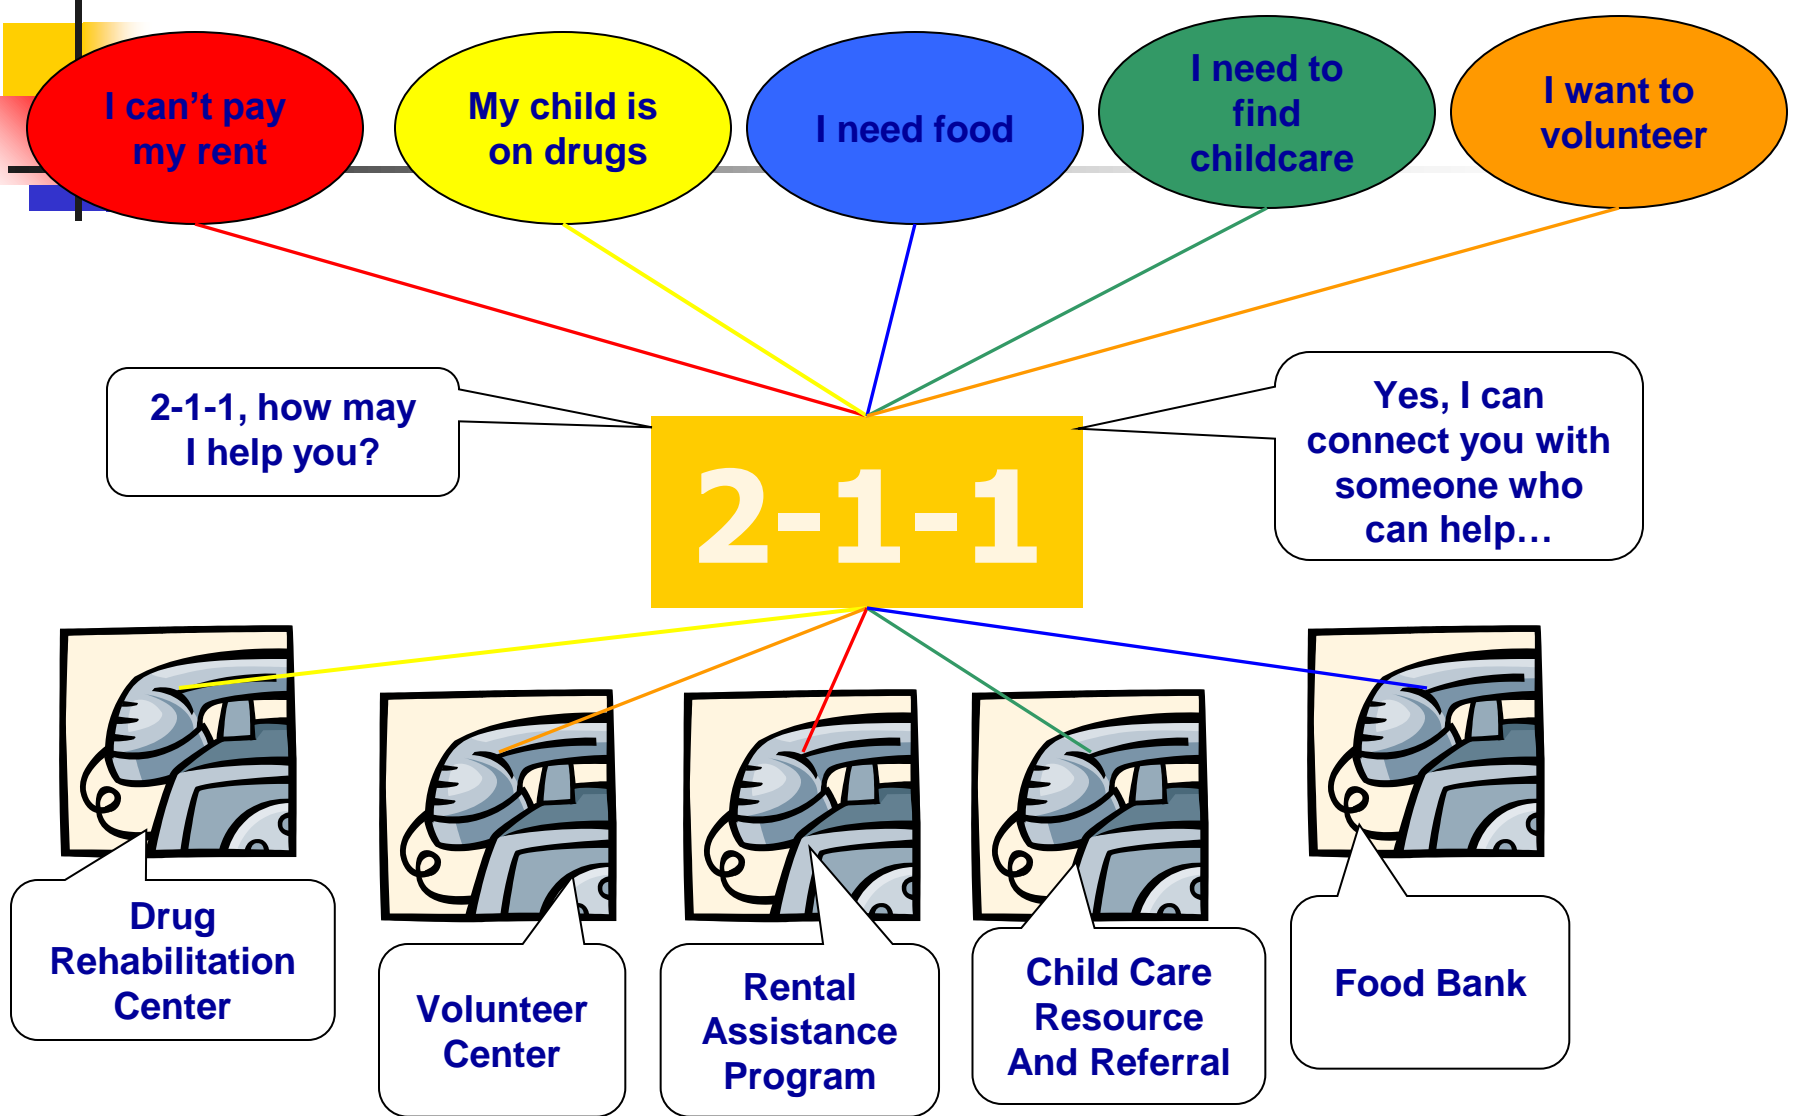 I can’t pay
my rent
My child is
on drugs
I need food
I need to
find
childcare
I want to
volunteer
2-1-1, how may
I help you?
2-1-1
Yes, I can
connect you with
someone who
can help…
Drug
Rehabilitation
Center
Volunteer
Center
Rental
Assistance
Program
Child Care
Resource
And Referral
Food Bank